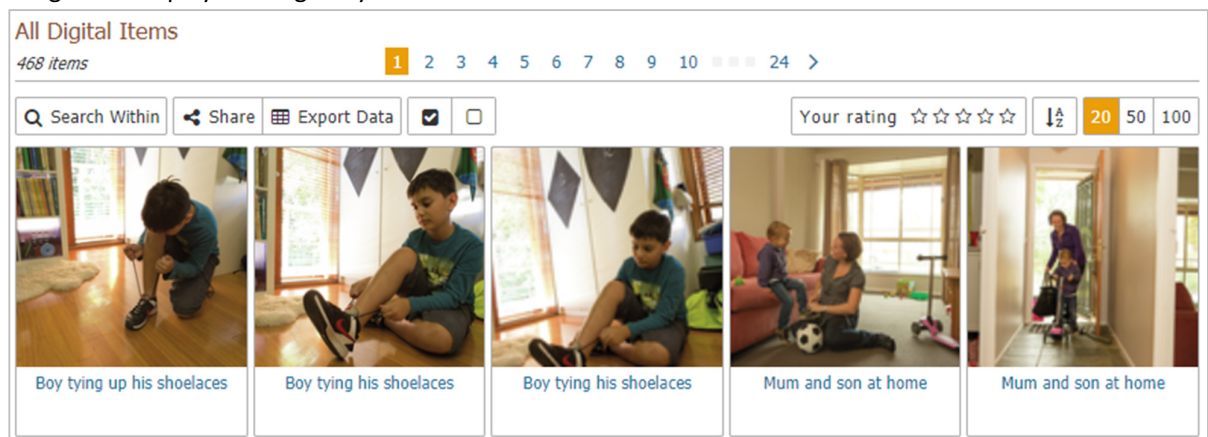 All Digital Items
468 items
1 2 3 4 5 6 7 8 9 10 24 >
Search Within Share Export Data Your rating ☆☆☆☆☆ AZ 20 50 100
Boy tying up his shoelaces Boy tying his shoelaces Boy tying his shoelaces Mum and son at home Mum and son at home